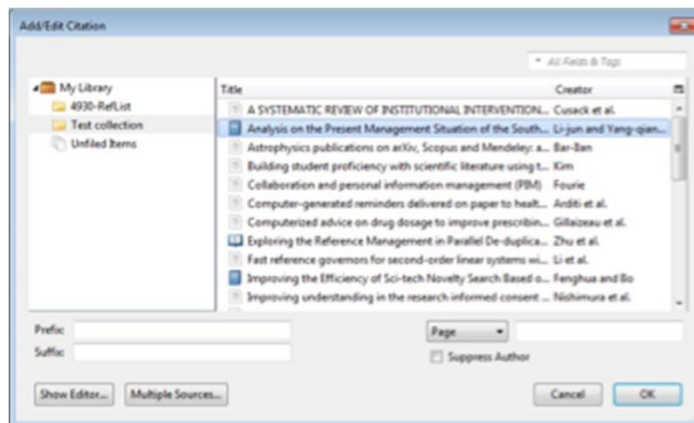 Add/Edit Citation
All Fields & Tags
My Library
4930-RefList
Test collection
Unfiled Items
Title Creator
A SYSTEMATIC REVIEW OF INSTITUTIONAL INTERVENTION... Cusack et al.
Analysis on the Present Management Situation of the South... Li-jun and Yang-qian...
Astrophysics publications on arXiv, Scopus and Mendeley: a... Bar-Ilan
Building student proficiency with scientific literature using t... Kim
Collaboration and personal information management (PIM) Fourie
Computer-generated reminders delivered on paper to healt... Arditi et al.
Computerized advice on drug dosage to improve prescribin... Gillaizeau et al.
Exploring the Reference Management in Parallel De-duplica... Zhu et al.
Fast reference governors for second-order linear systems wi... Li et al.
Improving the Efficiency of Sci-tech Novelty Search Based o... Fenghua and Bo
Improving understanding in the research informed consent ... Nishimura et al.
Prefix: Page
Suffix: Suppress Author
Show Editor... Multiple Sources... Cancel OK